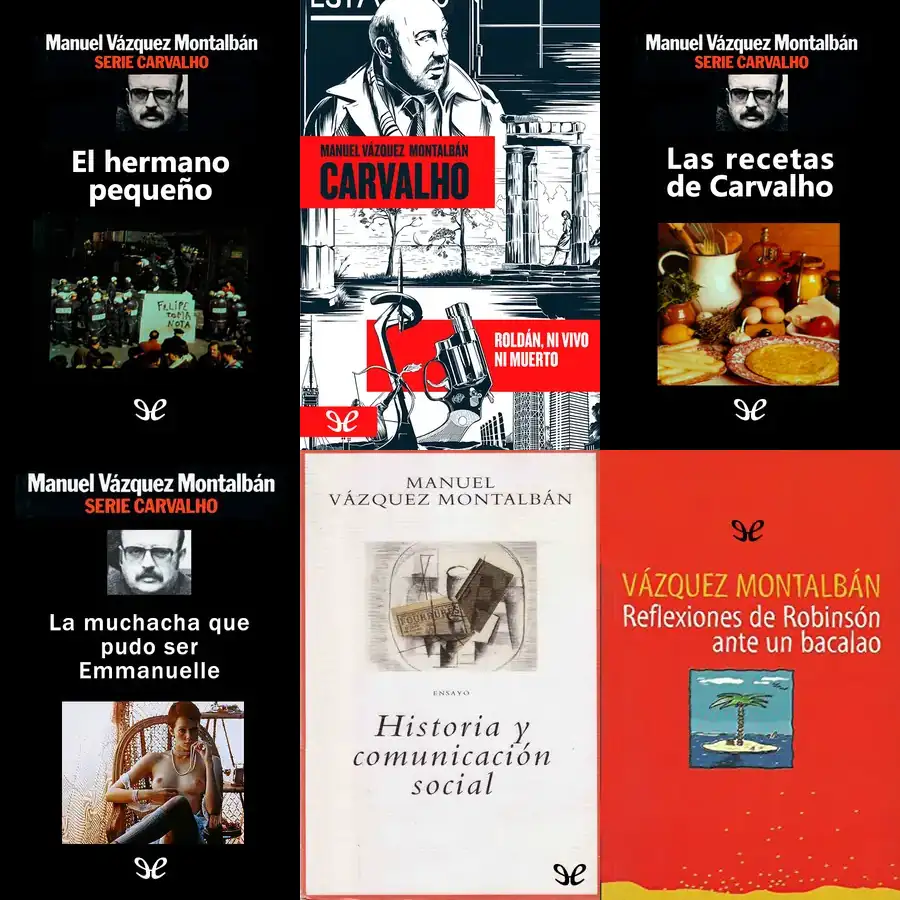 Manuel Vázquez Montalbán
SERIE CARVALHO
El hermano
pequeño
FELIPE
TOMA
NOTA
MANUEL VÁZQUEZ MONTALBÁN
CARVALHO
ROLDÁN, NI VIVO
NI MUERTO
Manuel Vázquez Montalbán
SERIE CARVALHO
Las recetas
de Carvalho
Manuel Vázquez Montalbán
SERIE CARVALHO
La muchacha que
pudo ser
Emmanuelle
MANUEL
VÁZQUEZ MONTALBÁN
ENSAYO
Historia y
comunicación
social
VÁZQUEZ MONTALBÁN
Reflexiones de Robinsón
ante un bacalao